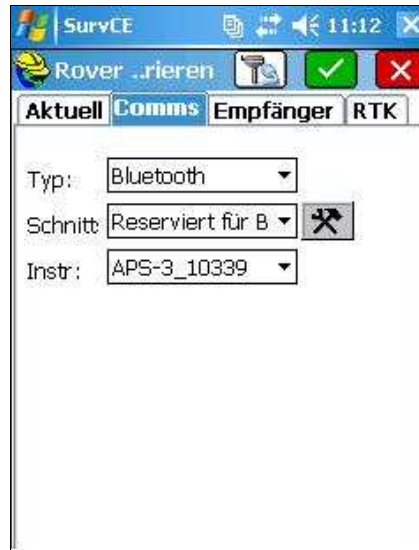 SurvCE 11:12
Rover ..rieren
Aktuell Comms Empfänger RTK
Typ: Bluetooth
Schnitt Reserviert für B
Instr: APS-3_10339